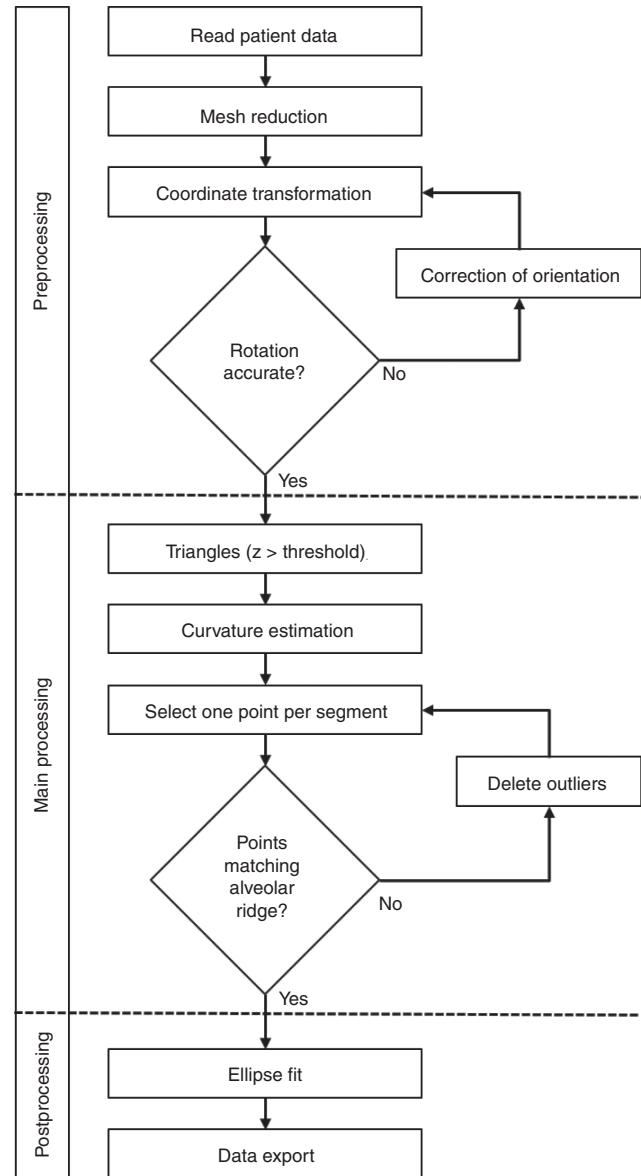 Preprocessing
Read patient data
Mesh reduction
Coordinate transformation
Correction of orientation
Rotation
accurate?
No
Yes
Main processing
Triangles (z > threshold)
Curvature estimation
Select one point per segment
Delete outliers
Points
matching
alveolar
ridge?
No
Yes
Postprocessing
Ellipse fit
Data export